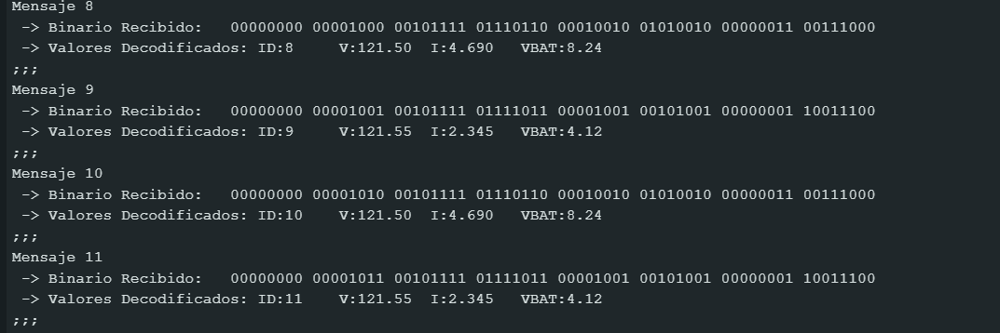 Mensaje 8
-> Binario Recibido: 00000000 00001000 00101111 01110110 00010010 01010010 00000011 00111000
-> Valores Decodificados: ID:8 V:121.50 I:4.690 VBAT:8.24
;;;
Mensaje 9
-> Binario Recibido: 00000000 00001001 00101111 01111011 00001001 00101001 00000001 10011100
-> Valores Decodificados: ID:9 V:121.55 I:2.345 VBAT:4.12
;;;
Mensaje 10
-> Binario Recibido: 00000000 00001010 00101111 01110110 00010010 01010010 00000011 00111000
-> Valores Decodificados: ID:10 V:121.50 I:4.690 VBAT:8.24
;;;
Mensaje 11
-> Binario Recibido: 00000000 00001011 00101111 01111011 00001001 00101001 00000001 10011100
-> Valores Decodificados: ID:11 V:121.55 I:2.345 VBAT:4.12
;;;